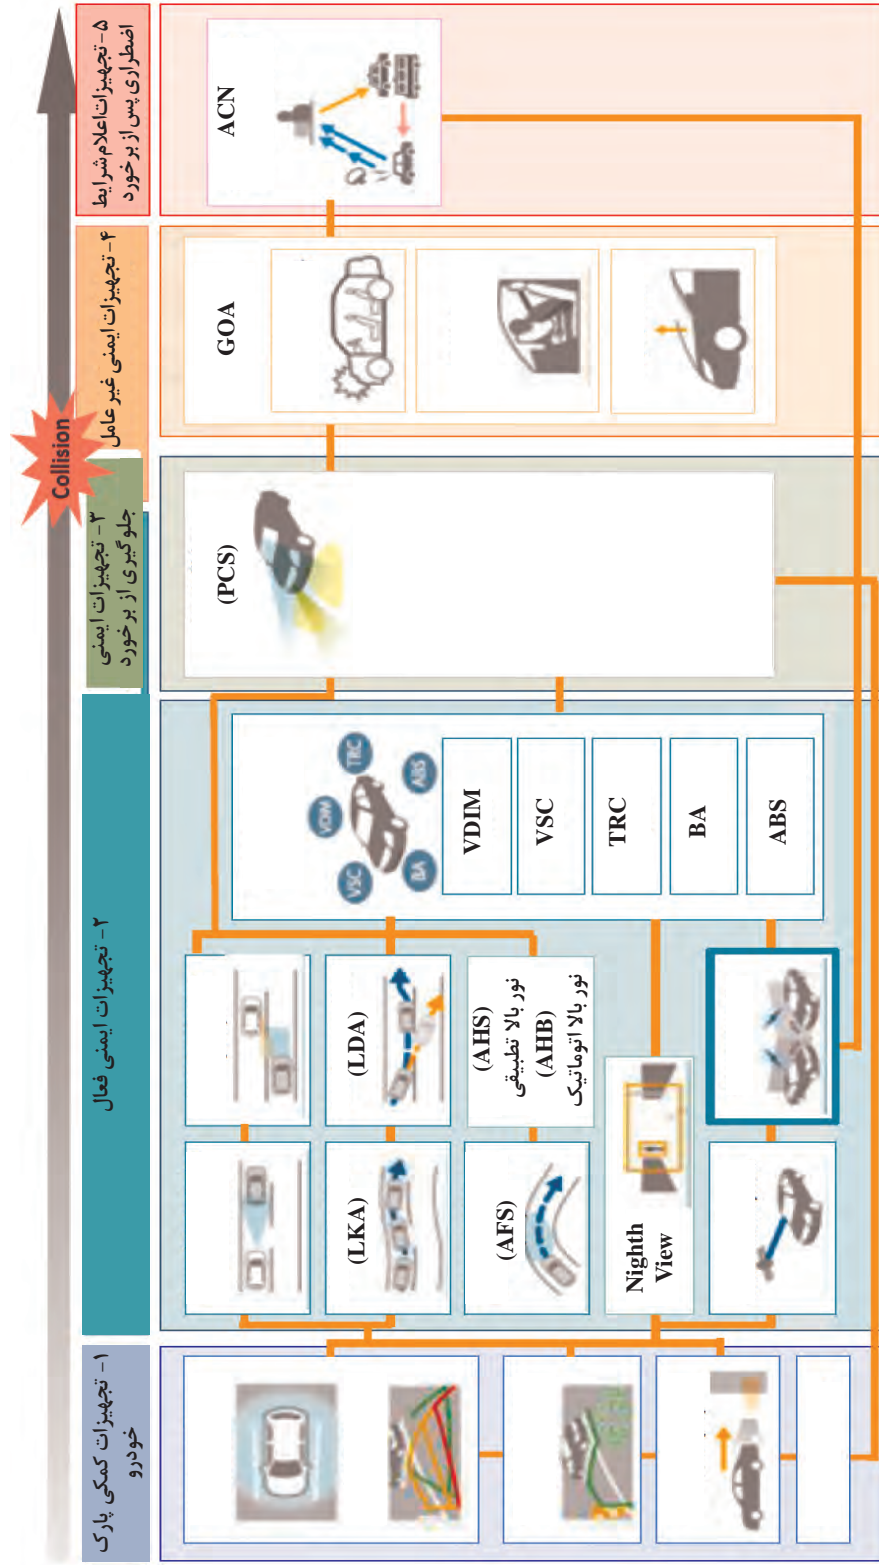 ۱- تجهیزات کمکی پارک
خودرو
۲- تجهیزات ایمنی فعال
۳- تجهیزات ایمنی
جلوگیری از برخورد
۴- تجهیزات ایمنی غیر عامل
۵- تجهیزات اعلام شرایط
اضطراری پس از برخورد
Collision
(LKA)
(LDA)
(AFS)
(AHS)
نور بالا تطبیقی
(AHB)
نور بالا اتوماتیک
Nighth
View
VSC
VDIM
TRC
BA
ABS
VDIM
VSC
TRC
BA
ABS
(PCS)
GOA
ACN